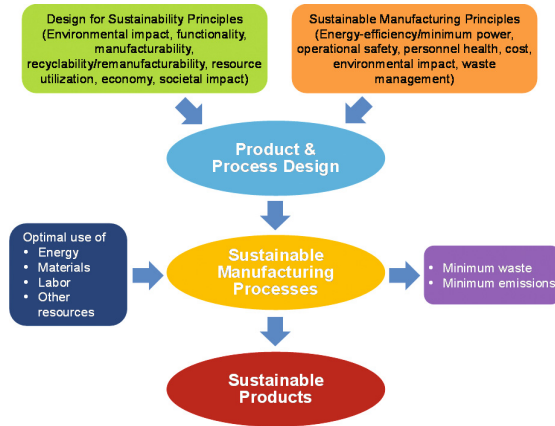 Design for Sustainability Principles
(Environmental impact, functionality,
manufacturability,
recyclability/remanufacturability, resource
utilization, economy, societal impact)
Sustainable Manufacturing Principles
(Energy-efficiency/minimum power,
operational safety, personnel health, cost,
environmental impact, waste
management)
Product &
Process Design
Optimal use of
• Energy
• Materials
• Labor
• Other
resources
Sustainable
Manufacturing
Processes
• Minimum waste
• Minimum emissions
Sustainable
Products